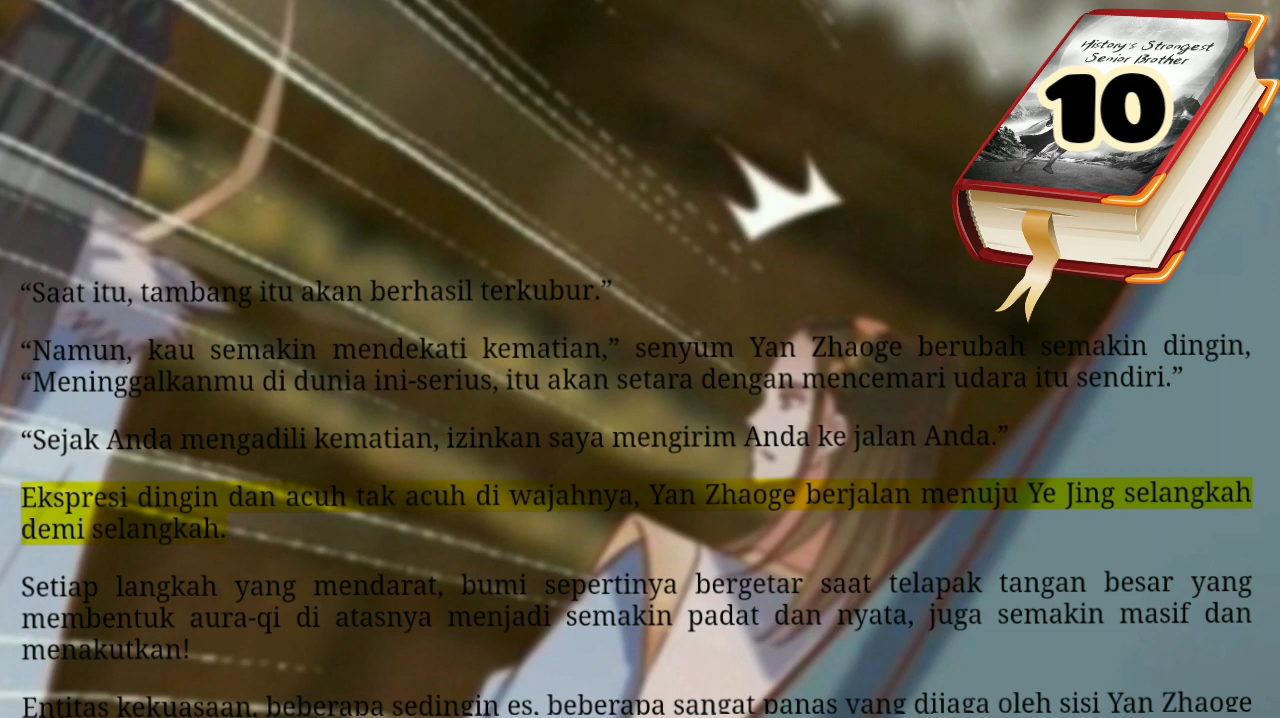 History's Strongest
Senior Brother
10
“Saat itu, tambang itu akan berhasil terkubur.”
“Namun, kau semakin mendekati kematian,” senyum Yan Zhaoge berubah semakin dingin,
“Meninggalkanmu di dunia ini-serius, itu akan setara dengan mencemari udara itu sendiri.”
“Sejak Anda mengadili kematian, izinkan saya mengirim Anda ke jalan Anda.”
Ekspresi dingin dan acuh tak acuh di wajahnya, Yan Zhaoge berjalan menuju Ye Jing selangkah
demi selangkah.
Setiap langkah yang mendarat, bumi sepertinya bergetar saat telapak tangan besar yang
membentuk aura-qi di atasnya menjadi semakin padat dan nyata, juga semakin masif dan
menakutkan!
Entitas kekuasaan, beberapa sedingin es, beberapa sangat panas yang dijaga oleh sisi Yan Zhaoge